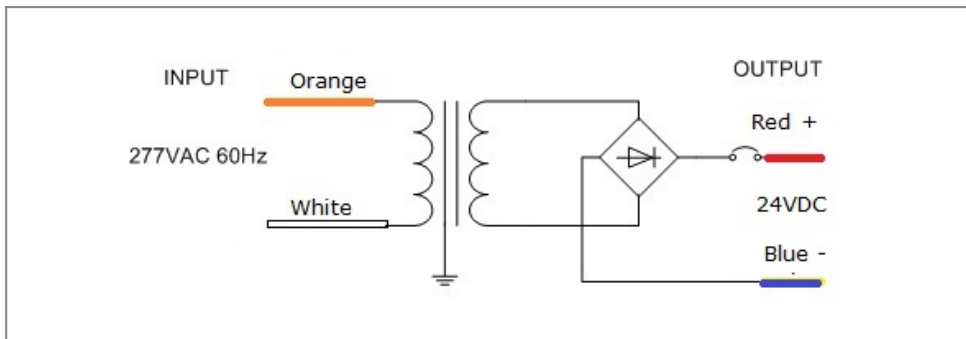 INPUT
Orange
277VAC 60Hz
White
OUTPUT
Red +
24VDC
Blue -